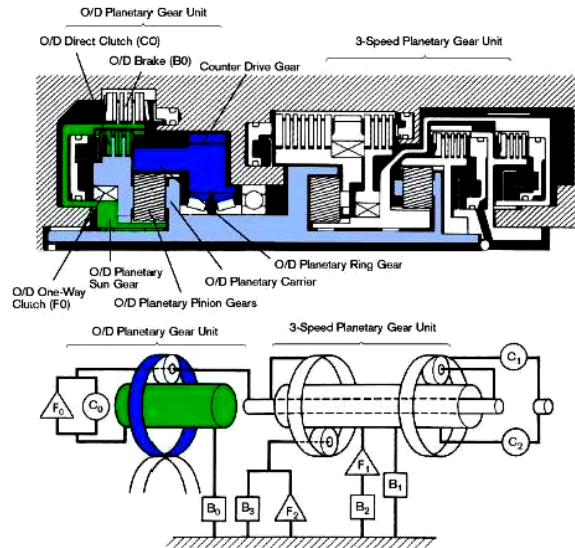 O/D Planetary Gear Unit
O/D Direct Clutch (C0)
O/D Brake (B0)
Counter Drive Gear
3-Speed Planetary Gear Unit
O/D Planetary Ring Gear
O/D Planetary Carrier
O/D Planetary Pinion Gears
O/D Planetary
Sun Gear
O/D One-Way
Clutch (F0)
O/D Planetary Gear Unit
3-Speed Planetary Gear Unit
F0
C0
C1
C2
B0
B3
F2
F1
B2
B1